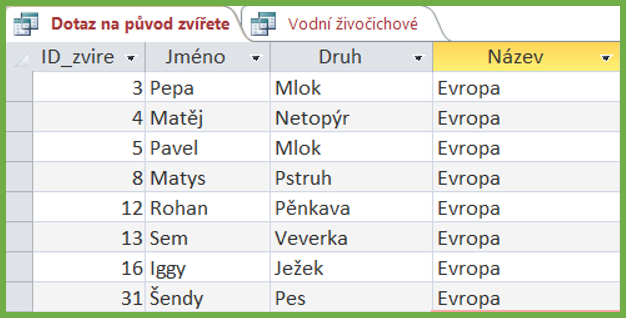 Dotaz na původ zvířete Vodní živočichové
ID_zvire Jméno Druh Název
3 Pepa Mlok Evropa
4 Matěj Netopýr Evropa
5 Pavel Mlok Evropa
8 Matys Pstruh Evropa
12 Rohan Pěnkava Evropa
13 Sem Veverka Evropa
16 Iggy Ježek Evropa
31 Šendy Pes Evropa